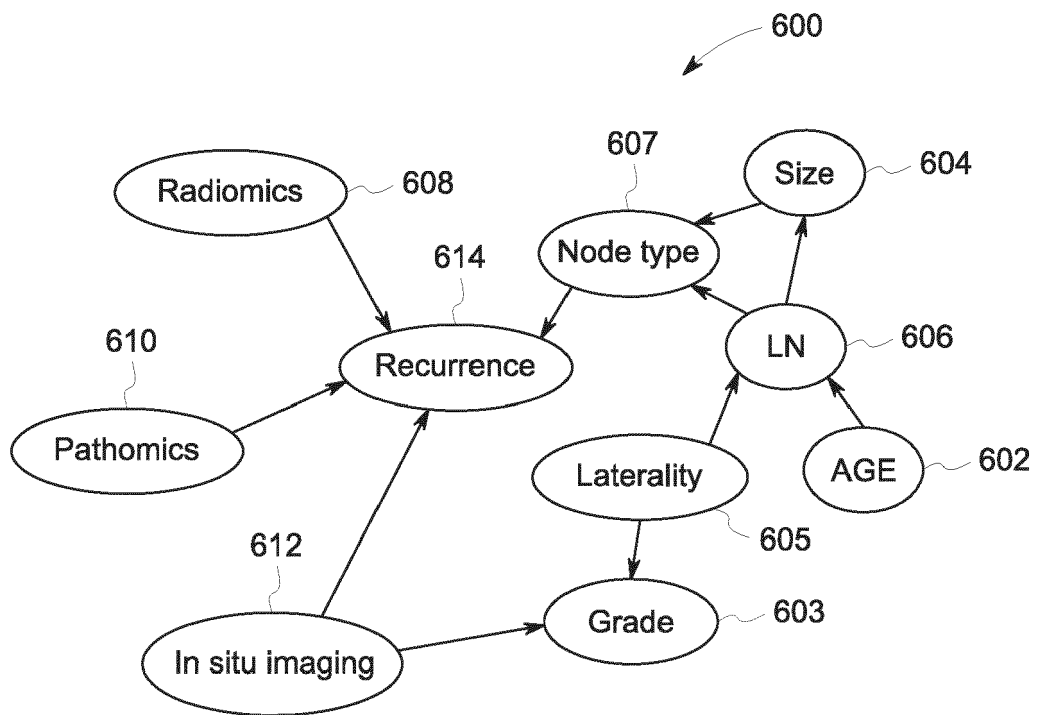 600
607
Size
604
Radiomics
608
Node type
614
610
Recurrence
LN
606
Pathomics
Laterality
AGE
602
605
612
Grade
603
In situ imaging